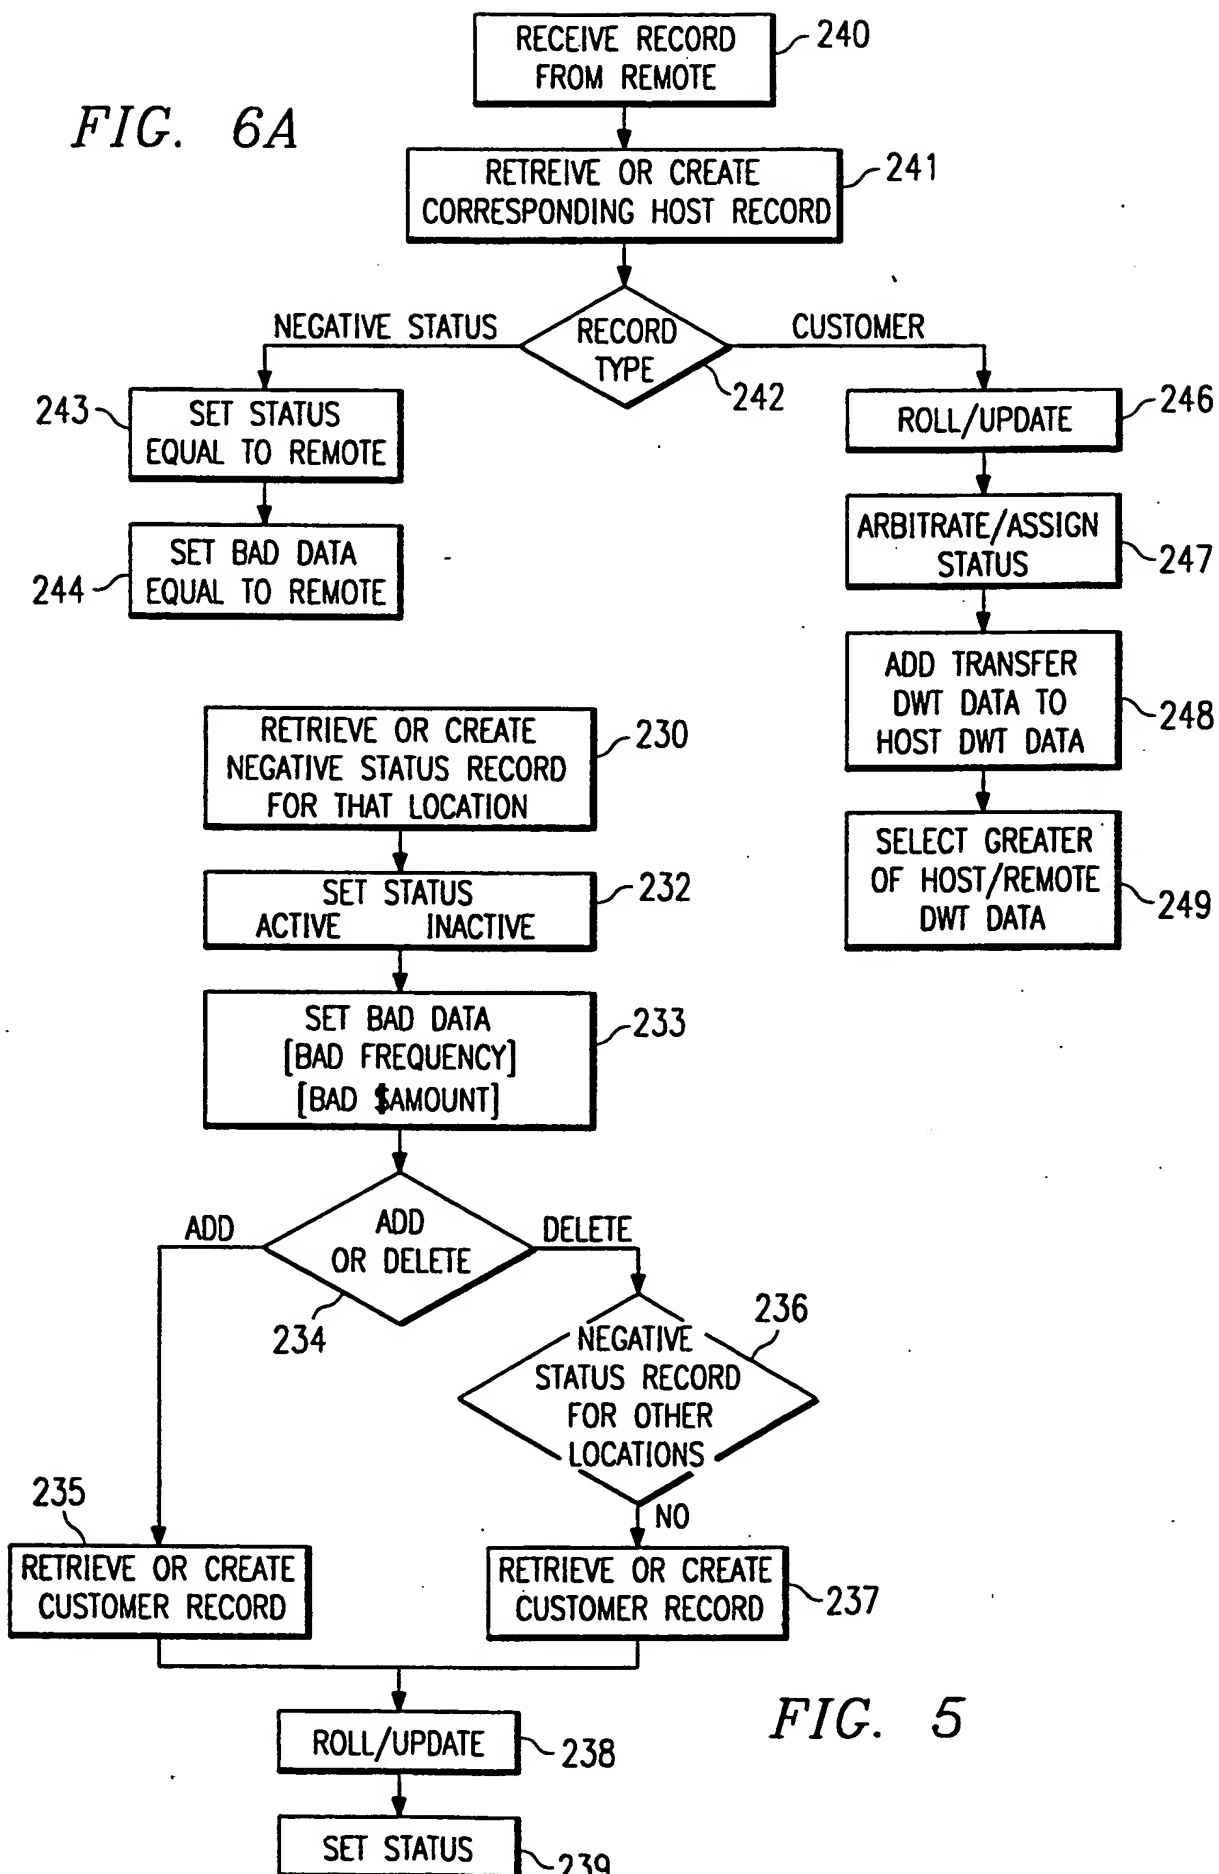 FIG. 6A
RECEIVE RECORD
FROM REMOTE
240
RETREIVE OR CREATE
CORRESPONDING HOST RECORD
241
NEGATIVE STATUS
RECORD
TYPE
242
CUSTOMER
243
SET STATUS
EQUAL TO REMOTE
244
SET BAD DATA
EQUAL TO REMOTE
ROLL/UPDATE
246
ARBITRATE/ASSIGN
STATUS
247
ADD TRANSFER
DWT DATA TO
HOST DWT DATA
248
SELECT GREATER
OF HOST/REMOTE
DWT DATA
249
RETRIEVE OR CREATE
NEGATIVE STATUS RECORD
FOR THAT LOCATION
230
SET STATUS
ACTIVE INACTIVE
232
SET BAD DATA
[BAD FREQUENCY]
[BAD $AMOUNT]
233
ADD
ADD
OR DELETE
234
DELETE
236
NEGATIVE
STATUS RECORD
FOR OTHER
LOCATIONS
NO
235
RETRIEVE OR CREATE
CUSTOMER RECORD
RETRIEVE OR CREATE
CUSTOMER RECORD
237
ROLL/UPDATE
238
SET STATUS
239
FIG. 5